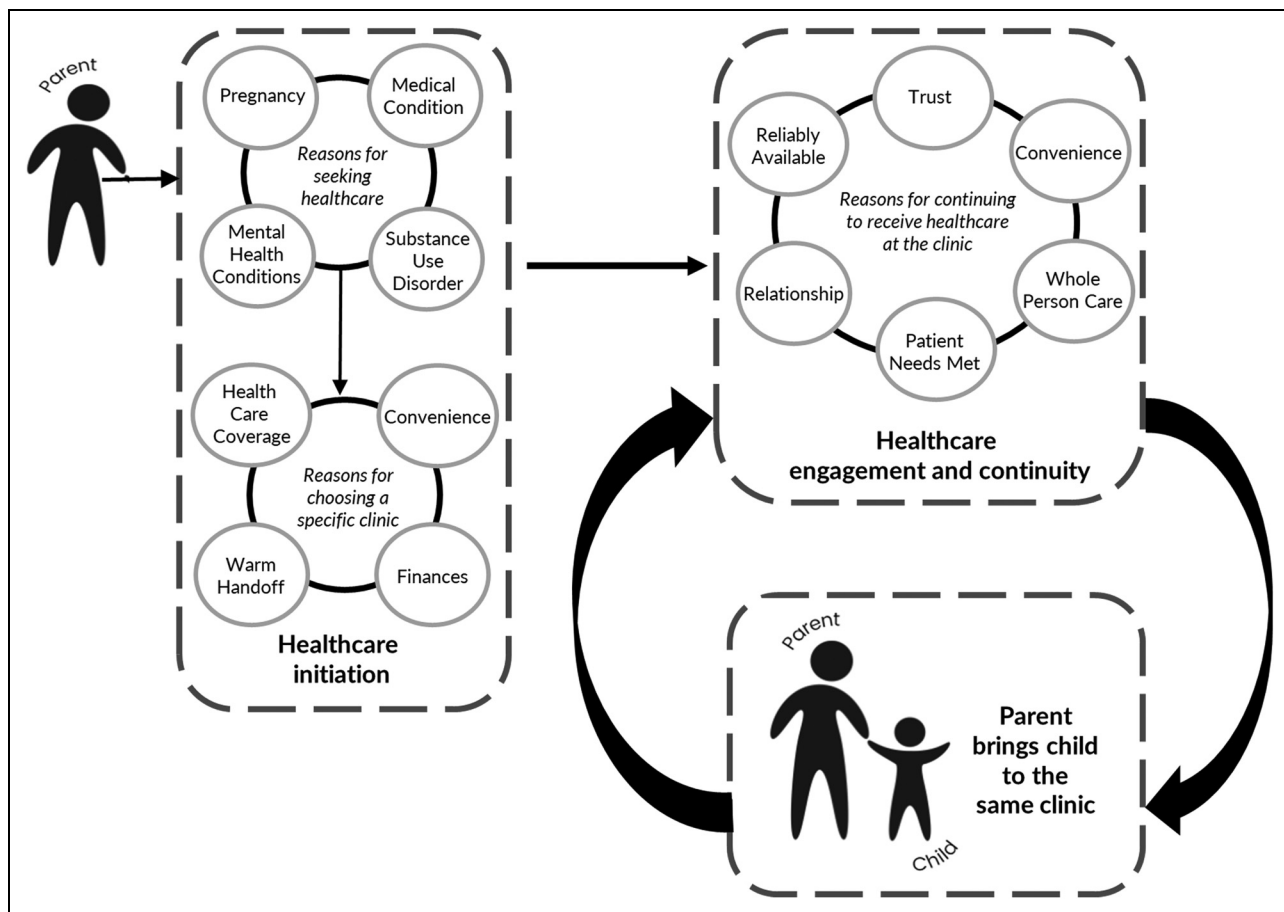 Parent
Pregnancy
Medical
Condition
Reasons for
seeking
healthcare
Mental
Health
Conditions
Substance
Use
Disorder
Health
Care
Coverage
Convenience
Reasons for
choosing a
specific clinic
Warm
Handoff
Finances
Healthcare
initiation
Trust
Reliably
Available
Convenience
Reasons for continuing
to receive healthcare
at the clinic
Relationship
Whole
Person Care
Patient
Needs Met
Healthcare
engagement and continuity
Parent
Child
Parent
brings child
to the
same clinic